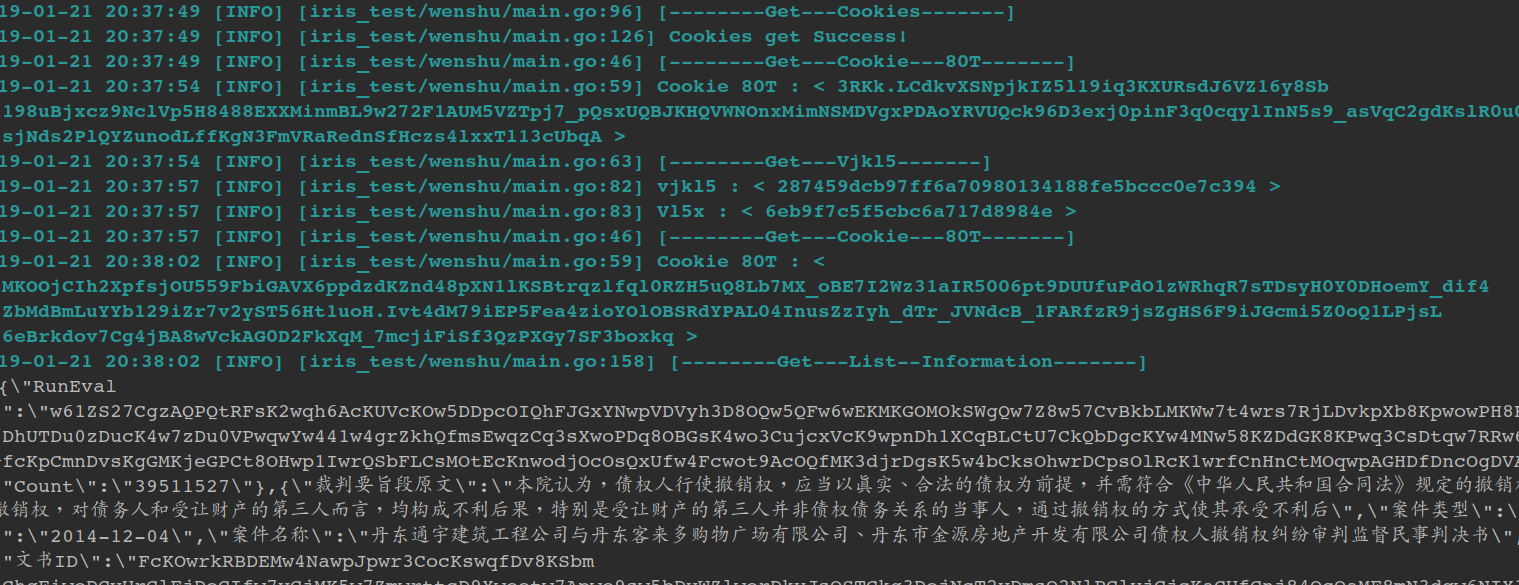 19-01-21 20:37:49 [INFO] [iris_test/wenshu/main.go:96] [--------Get---Cookies-------]
19-01-21 20:37:49 [INFO] [iris_test/wenshu/main.go:126] Cookies get Success!
19-01-21 20:37:49 [INFO] [iris_test/wenshu/main.go:46] [--------Get---Cookie---80T-------]
19-01-21 20:37:54 [INFO] [iris_test/wenshu/main.go:59] Cookie 80T : < 3RKk.LCdkvXSNpjkIZ5l19iq3KXURsdJ6VZ16y8Sb
198uBjxcz9NclVp5H8488EXXMinmBL9w272F1AUM5VZTpj7_pQsxUQBJKHQVWNOnxMimNSMDVgxPDAoYRVUQck96D3exj0pinF3q0cqylInN5s9_asVqC2gdKslR0u
sjNds2PlQYZunodLffKgN3FmVRaRednSfHczs4lxxTl13cUbqA >
19-01-21 20:37:54 [INFO] [iris_test/wenshu/main.go:63] [--------Get---Vjkl5-------]
19-01-21 20:37:57 [INFO] [iris_test/wenshu/main.go:82] vjkl5 : < 287459dcb97ff6a70980134188fe5bccc0e7c394 >
19-01-21 20:37:57 [INFO] [iris_test/wenshu/main.go:83] Vl5x : < 6eb9f7c5f5cbc6a717d8984e >
19-01-21 20:37:57 [INFO] [iris_test/wenshu/main.go:46] [--------Get---Cookie---80T-------]
19-01-21 20:38:02 [INFO] [iris_test/wenshu/main.go:59] Cookie 80T : <
MKOOjCIh2XpfsjOU559FbiGAVX6ppdzdKZnd48pXN1lKSBtrqzlfql0RZH5uQ8Lb7MX_oBE7I2Wz31aIR5006pt9DUUfuPdO1zWRhqR7sTDsyH0Y0DHoemY_dif4
ZbMdBmLuYYb129iZr7v2yST56Ht1uoH.Ivt4dM79iEP5Fea4zioYOlOBSRdYPAL04InusZzIyh_dTr_JVNdcB_1FARfzR9jsZgHS6F9iJGcmi5Z0oQ1LPjsL
6eBrkdov7Cg4jBA8wVckAG0D2FkXqM_7mcjiFiSf3QzPXGy7SF3boxkq >
19-01-21 20:38:02 [INFO] [iris_test/wenshu/main.go:158] [--------Get---List--Information-------]
{\"RunEval
\":\"w61ZS27CgzAQPQtRFsK2wqh6AcKUVcKOw5DDpcOIQhFJGxYNwpVDVyh3D8OQw5QFw6wEKMKGOMOkSWgQw7Z8w57CvBkbLMKWw7t4wrs7RjLDvkpXb8KpwowPH8
DhUTDu0zDucK4w7zDu0VPwqwYw441w4grZkhQfmsEwqzCq3sXwoPDq8OBGsK4wo3CujcxVcK9wpnDh1XCqBLCtU7CkQbDgcKYw4MNw58KZDdGK8KPwq3CsDtqw7RRw6
fcKpCmnDvsKgGMKjeGPCt8OHwp1IwrQSbFLCsMOtEcKnwodjOcOsQxUfw4Fcwot9AcOQfMK3djrDgsK5w4bCksOhwrDCpsOlRcK1wrfCnHnCtMOqwpAGHDfDncOgDV
"Count\":\"39511527\"},{\"裁判要旨段原文\":\"本院认为，债权人行使撤销权，应当以真实、合法的债权为前提，并需符合《中华人民共和国合同法》规定的撤销
撤销权，对债务人和受让财产的第三人而言，均构成不利后果，特别是受让财产的第三人并非债权债务关系的当事人，通过撤销权的方式使其承受不利后\",\"案件类型\":\
\":\"2014-12-04\",\"案件名称\":\"丹东通宇建筑工程公司与丹东客来多购物广场有限公司、丹东市金源房地产开发有限公司债权人撤销权纠纷审判监督民事判决书\"
"文书ID\":\"FcKOwrkRBDEMw4NawpJpwr3CocKswqfDv8KSbm